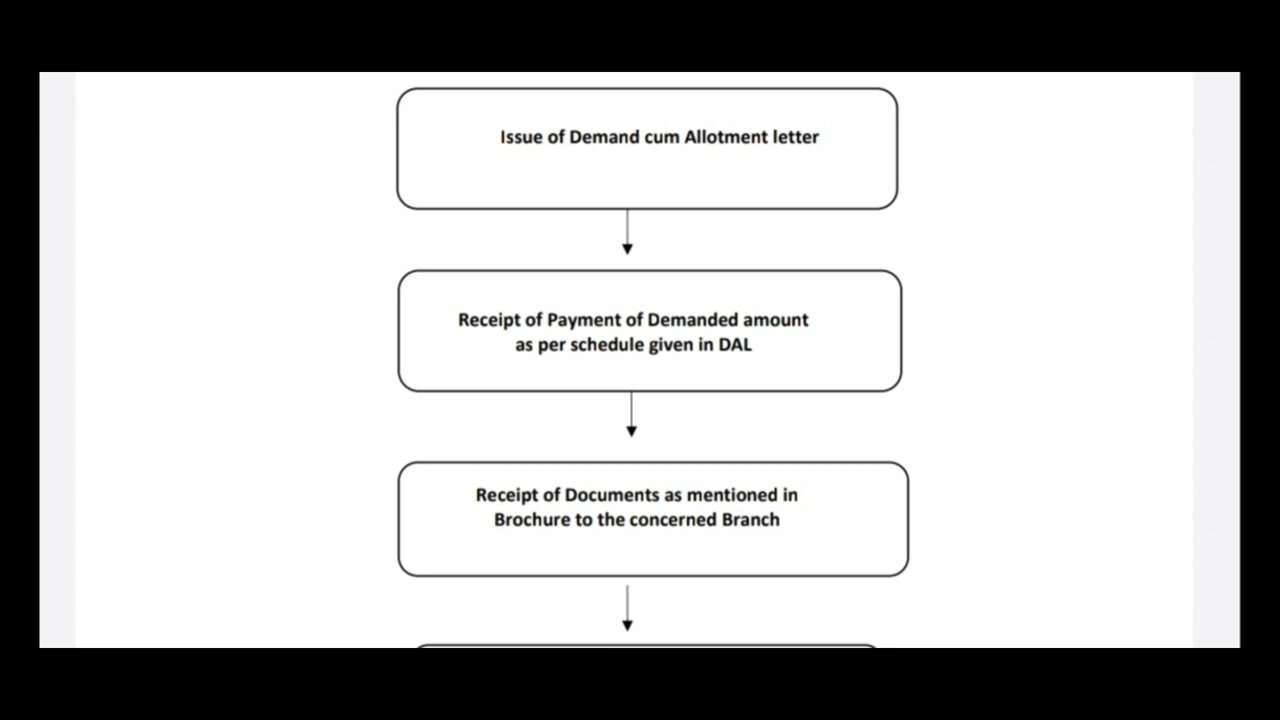 Issue of Demand cum Allotment letter
Receipt of Payment of Demanded amount
as per schedule given in DAL
Receipt of Documents as mentioned in
Brochure to the concerned Branch